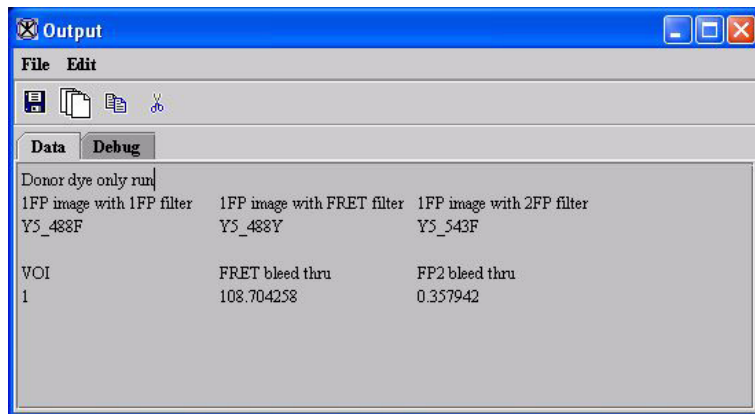 Output
File Edit
Data Debug
Donor dye only run
1FP image with 1FP filter 1FP image with FRET filter 1FP image with 2FP filter
Y5_488F Y5_488Y Y5_543F
VOI FRET bleed thru FP2 bleed thru
1 108.704258 0.357942